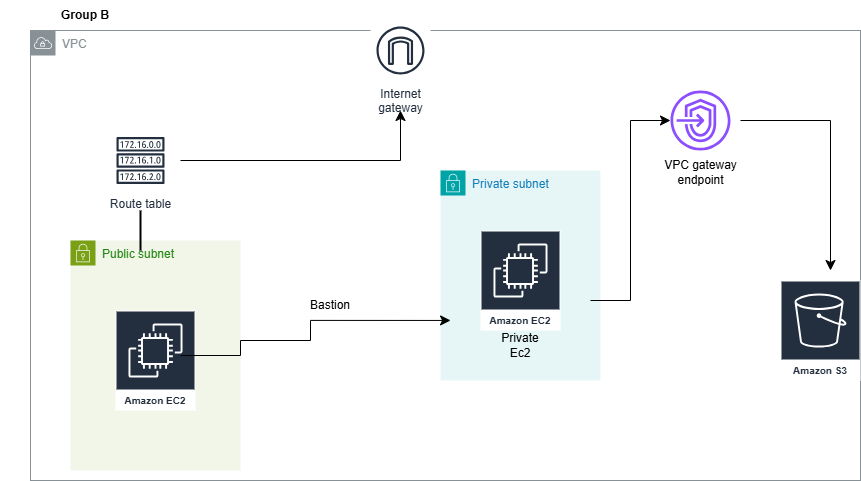 Group B
VPC
Internet
gateway
172.16.0.0
172.16.1.0
172.16.2.0
Route table
VPC gateway
endpoint
Private subnet
Public subnet
Bastion
Amazon EC2
Private
Ec2
Amazon EC2
Amazon S3